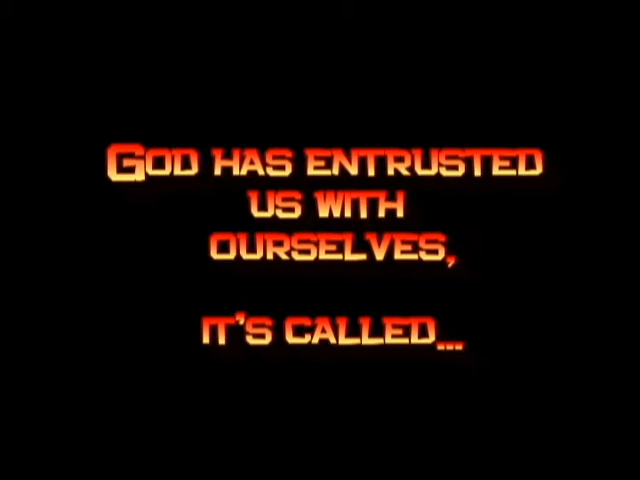 God has entrusted
us with
ourselves,
it's called...